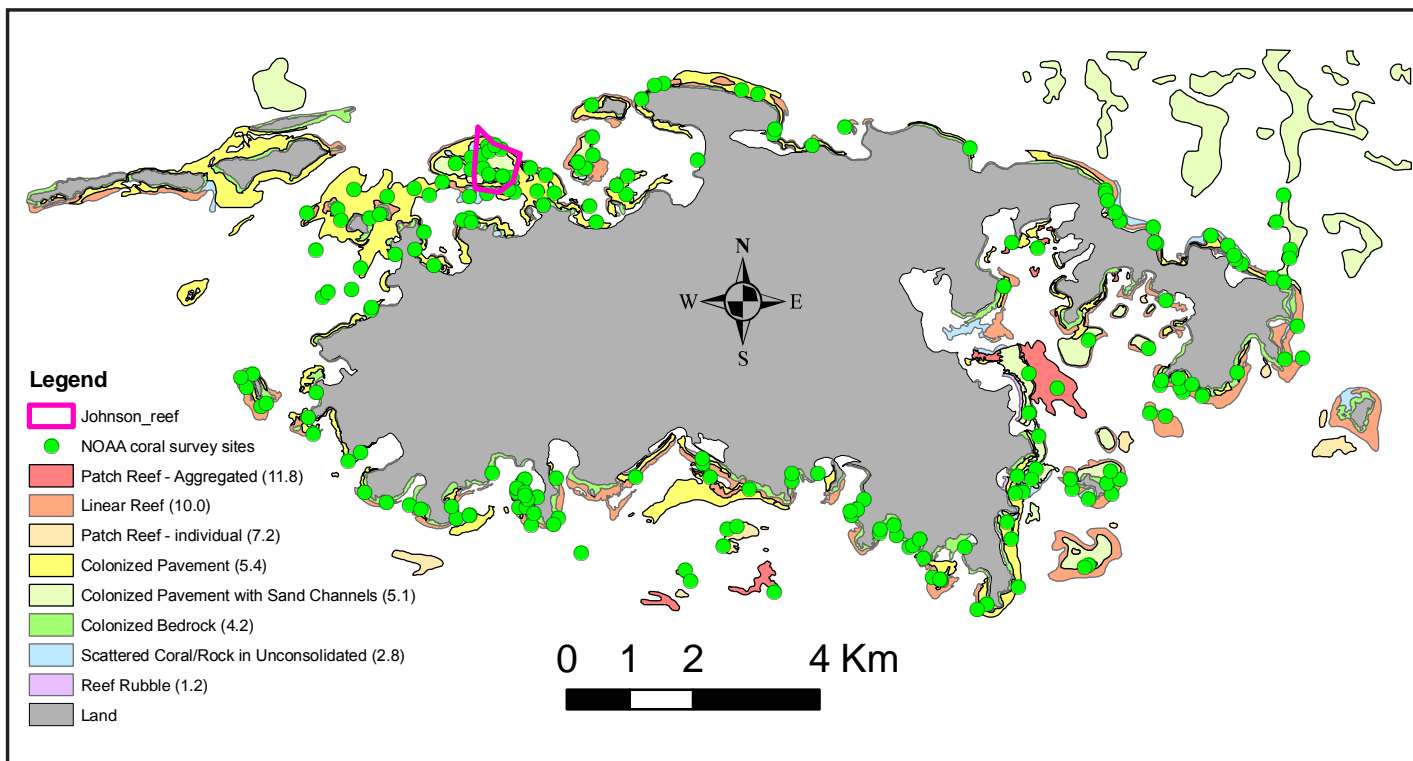 N
W E
S
Legend
Johnson_reef
NOAA coral survey sites
Patch Reef - Aggregated (11.8)
Linear Reef (10.0)
Patch Reef - individual (7.2)
Colonized Pavement (5.4)
Colonized Pavement with Sand Channels (5.1)
Colonized Bedrock (4.2)
Scattered Coral/Rock in Unconsolidated (2.8)
Reef Rubble (1.2)
Land
0 1 2 4 Km